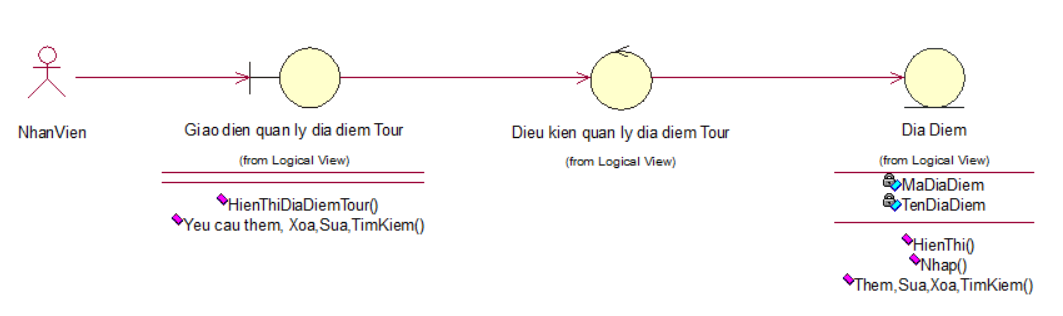 NhanVien
Giao dien quan ly dia diem Tour
(from Logical View)
HienThiDiaDiemTour()
Yeu cau them, Xoa,Sua,TimKiem()
Dieu kien quan ly dia diem Tour
(from Logical View)
Dia Diem
(from Logical View)
MaDiaDiem
TenDiaDiem
HienThi()
Nhap()
Them,Sua,Xoa,TimKiem()